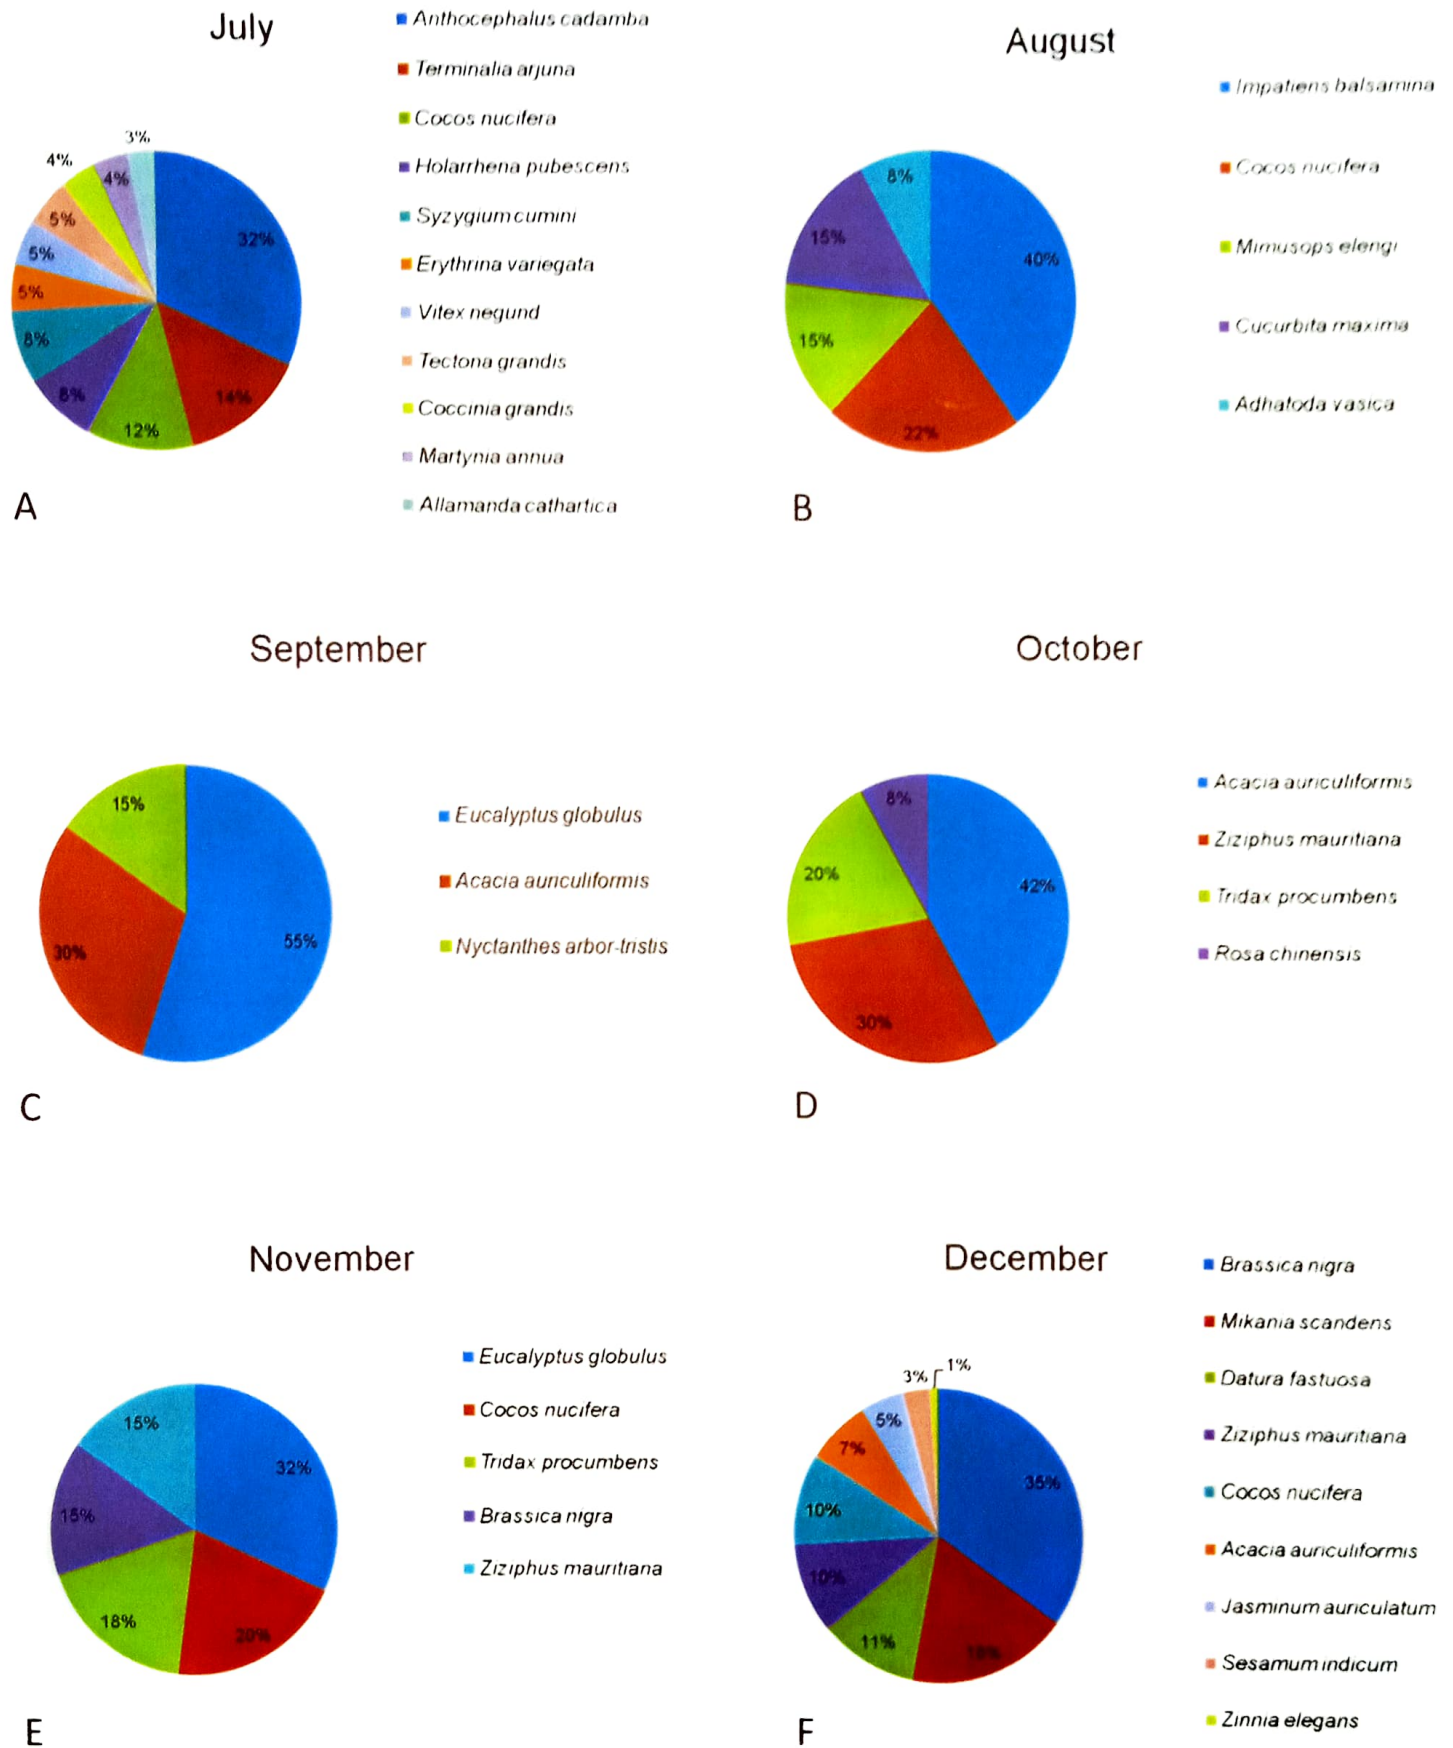 July
Anthocephalus cadamba
Terminalia arjuna
Cocos nucifera
Holarrhena pubescens
Syzygium cumini
Erythrina variegata
Vitex negund
Tectona grandis
Coccinia grandis
Martynia annua
Allamanda cathartica
3%
4%
4%
5%
5%
5%
8%
8%
12%
14%
32%
A
August
Impatiens balsamina
Cocos nucifera
Mimusops elengi
Cucurbita maxima
Adhatoda vasica
8%
15%
15%
22%
40%
B
September
Eucalyptus globulus
Acacia auriculiformis
Nyctanthes arbor-tristis
15%
30%
55%
C
October
Acacia auriculiformis
Ziziphus mauritiana
Tridax procumbens
Rosa chinensis
8%
20%
30%
42%
D
November
Eucalyptus globulus
Cocos nucifera
Tridax procumbens
Brassica nigra
Ziziphus mauritiana
15%
15%
18%
20%
32%
E
December
Brassica nigra
Mikania scandens
Datura fastuosa
Ziziphus mauritiana
Cocos nucifera
Acacia auriculiformis
Jasminum auriculatum
Sesamum indicum
Zinnia elegans
1%
3%
5%
7%
10%
10%
11%
18%
35%
F